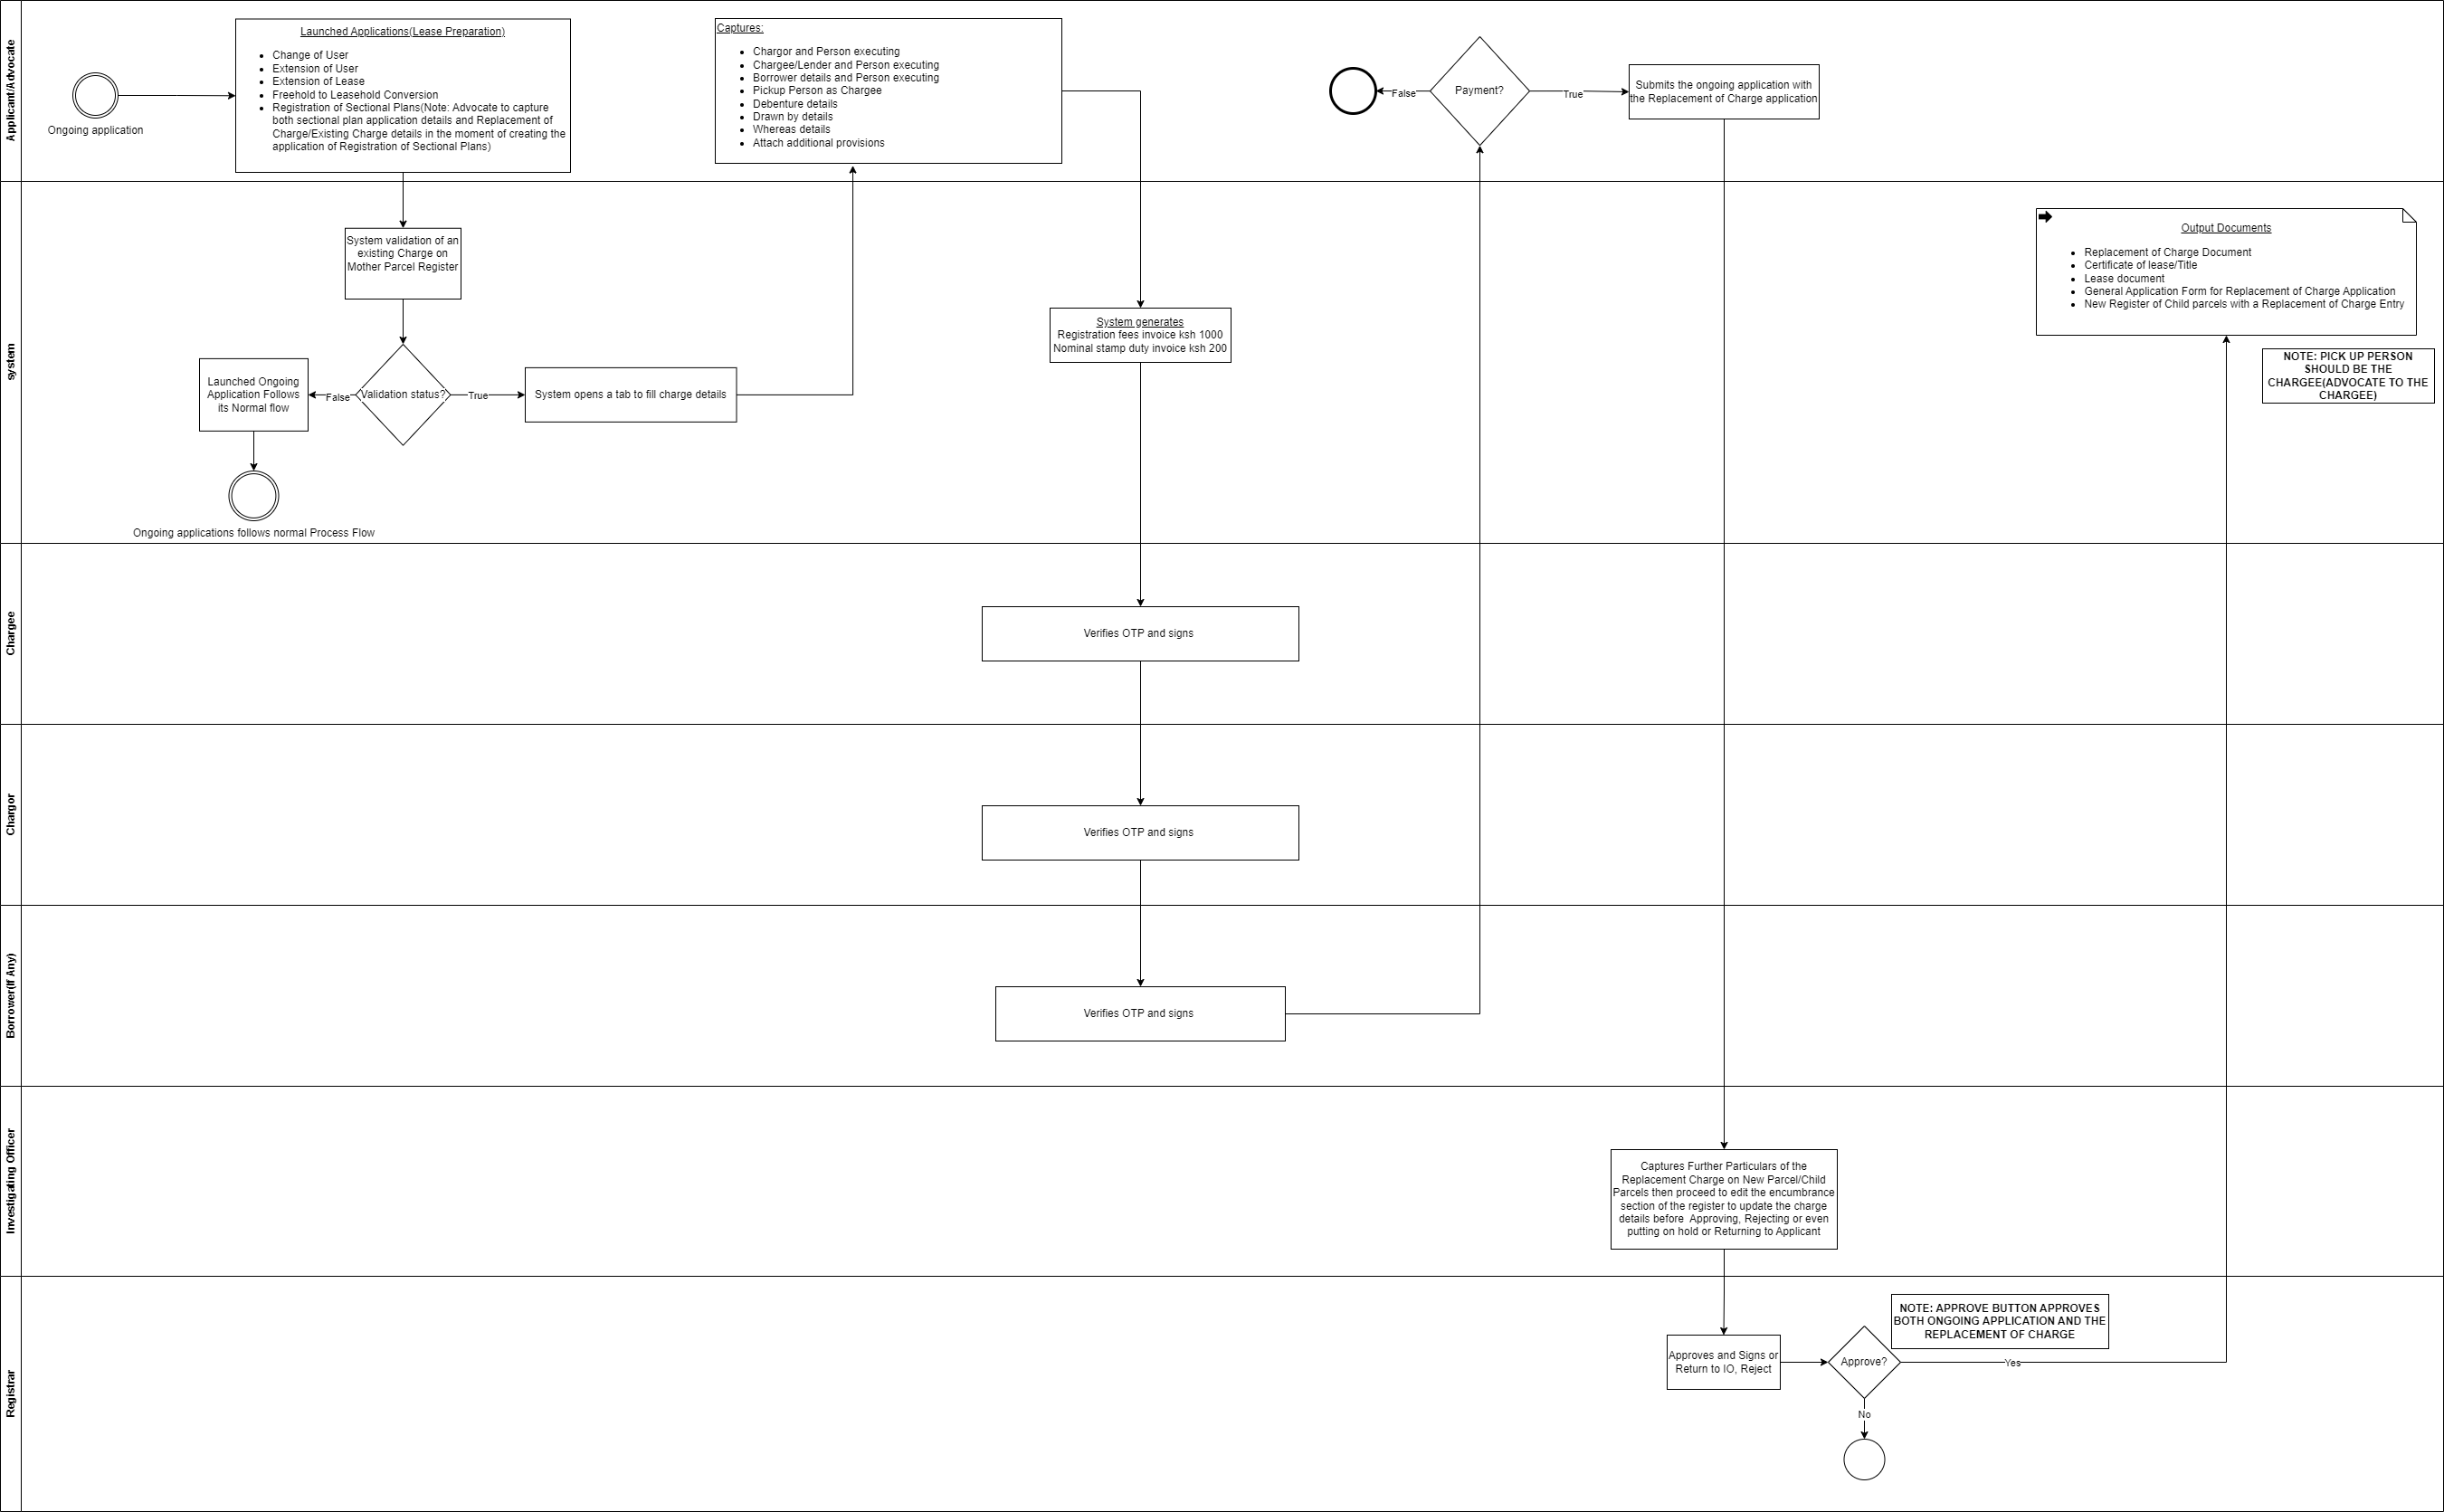 Applicant/Advocate
Ongoing application
Launched Applications(Lease Preparation)
Change of User
Extension of User
Extension of Lease
Freehold to Leasehold Conversion
Registration of Sectional Plans(Note: Advocate to capture
both sectional plan application details and Replacement of
Charge/Existing Charge details in the moment of creating the
application of Registration of Sectional Plans)
Captures:
Chargor and Person executing
Chargee/Lender and Person executing
Borrower details and Person executing
Pickup Person as Chargee
Debenture details
Drawn by details
Whereas details
Attach additional provisions
False
Payment?
True
Submits the ongoing application with
the Replacement of Charge application
system
System validation of an
existing Charge on
Mother Parcel Register
Launched Ongoing
Application Follows
its Normal flow
False
Validation status?
True
System opens a tab to fill charge details
Ongoing applications follows normal Process Flow
System generates
Registration fees invoice ksh 1000
Nominal stamp duty invoice ksh 200
Output Documents
Replacement of Charge Document
Certificate of lease/Title
Lease document
General Application Form for Replacement of Charge Application
New Register of Child parcels with a Replacement of Charge Entry
NOTE: PICK UP PERSON
SHOULD BE THE
CHARGEE(ADVOCATE TO THE
CHARGEE)
Chargee
Verifies OTP and signs
Chargor
Verifies OTP and signs
Borrower(If Any)
Verifies OTP and signs
Investigating Officer
Captures Further Particulars of the
Replacement Charge on New Parcel/Child
Parcels then proceed to edit the encumbrance
section of the register to update the charge
details before Approving, Rejecting or even
putting on hold or Returning to Applicant
Registrar
Approves and Signs or
Return to IO, Reject
Approve?
NOTE: APPROVE BUTTON APPROVES
BOTH ONGOING APPLICATION AND THE
REPLACEMENT OF CHARGE
Yes
No